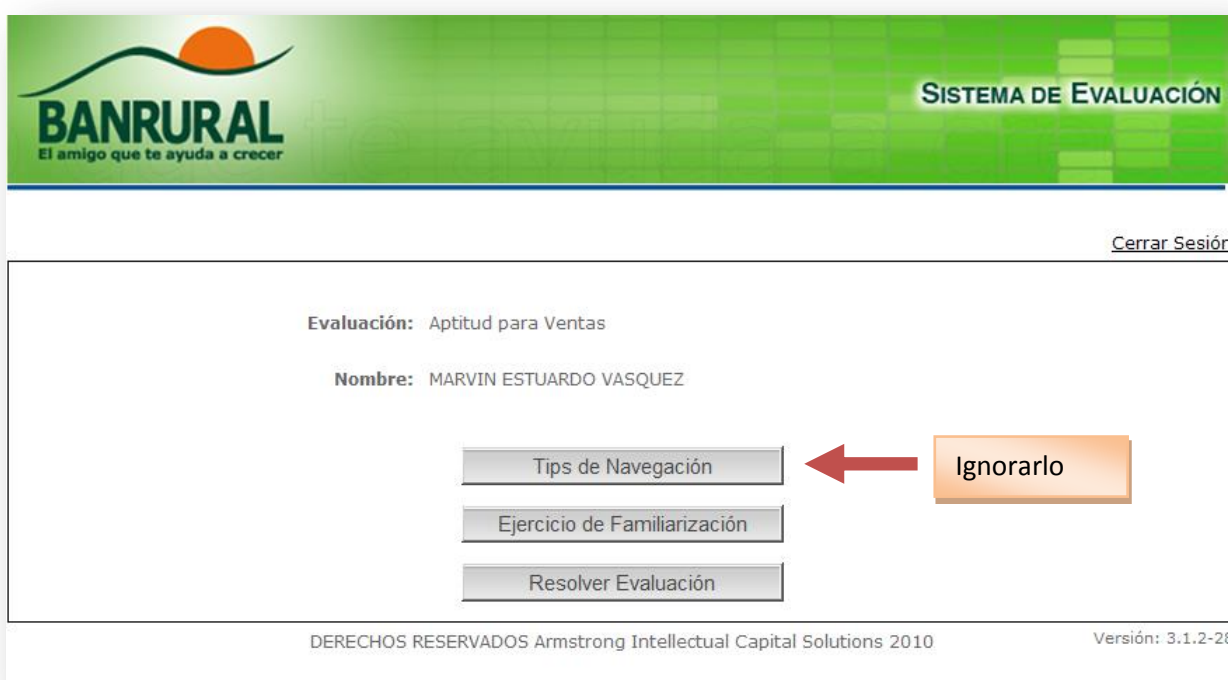 BANRURAL
El amigo que te ayuda a crecer
SISTEMA DE EVALUACIÓN
Cerrar Sesión
Evaluación: Aptitud para Ventas
Nombre: MARVIN ESTUARDO VASQUEZ
Tips de Navegación
Ignorarlo
Ejercicio de Familiarización
Resolver Evaluación
DERECHOS RESERVADOS Armstrong Intellectual Capital Solutions 2010
Versión: 3.1.2-28